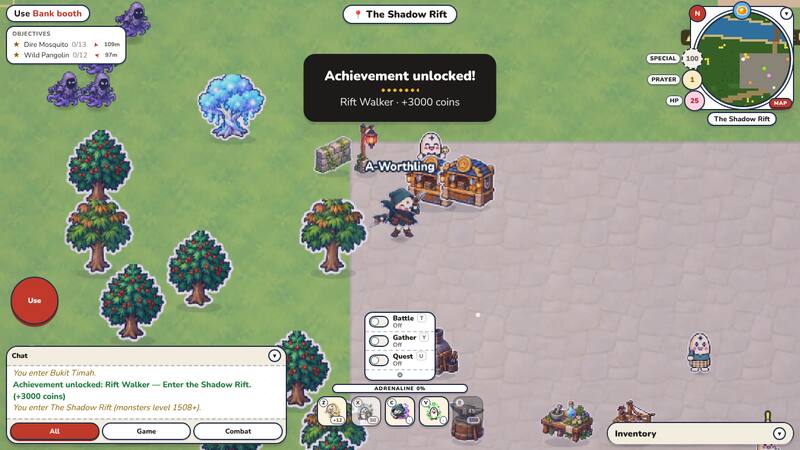 Use Bank booth
OBJECTIVES
Dire Mosquito 0/13 109m
Wild Pangolin 0/12 97m
The Shadow Rift
Achievement unlocked!
Rift Walker · +3000 coins
N
SPECIAL 100
PRAYER 1
HP 25
MAP
The Shadow Rift
A-Worthling
Use
Battle T
Off
Gather Y
Off
Quest U
Off
ADRENALINE 0%
Z
+12
X
50
C
V
B
100
Chat
You enter Bukit Timah.
Achievement unlocked: Rift Walker — Enter the Shadow Rift.
(+3000 coins)
You enter The Shadow Rift (monsters level 1508+).
All
Game
Combat
Inventory